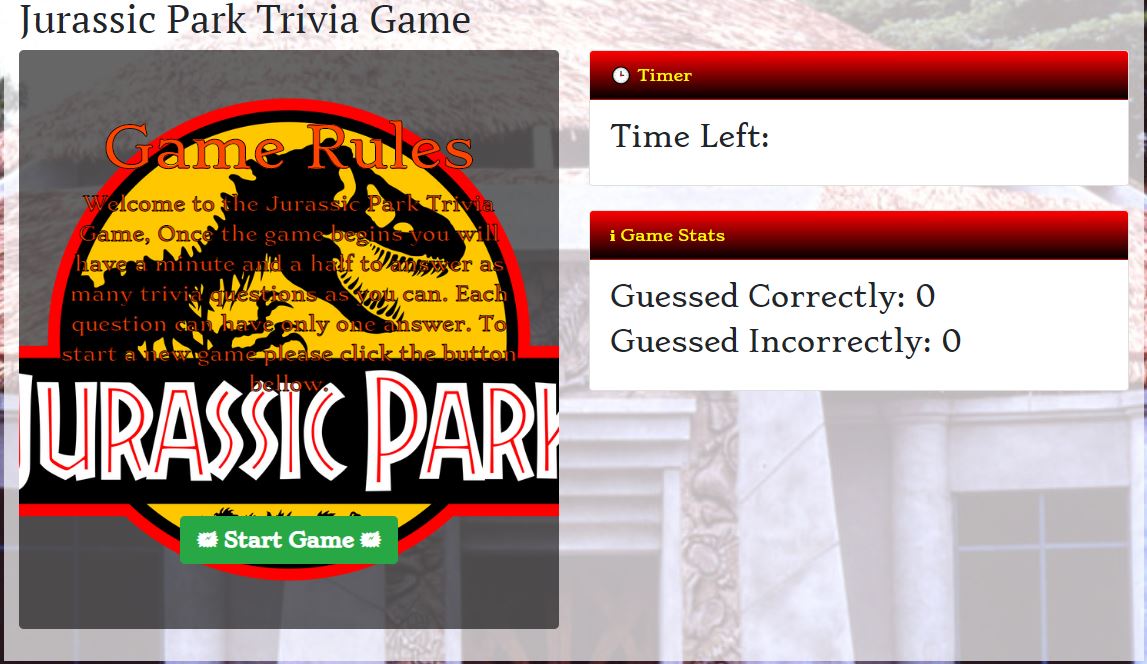 Jurassic Park Trivia Game
Game Rules
Welcome to the Jurassic Park Trivia
Game, Once the game begins you will
have a minute and a half to answer as
many trivia questions as you can. Each
question can have only one answer. To
start a new game please click the button
bellow.
JURASSIC PARK
Start Game
Timer
Time Left:
Game Stats
Guessed Correctly: 0
Guessed Incorrectly: 0